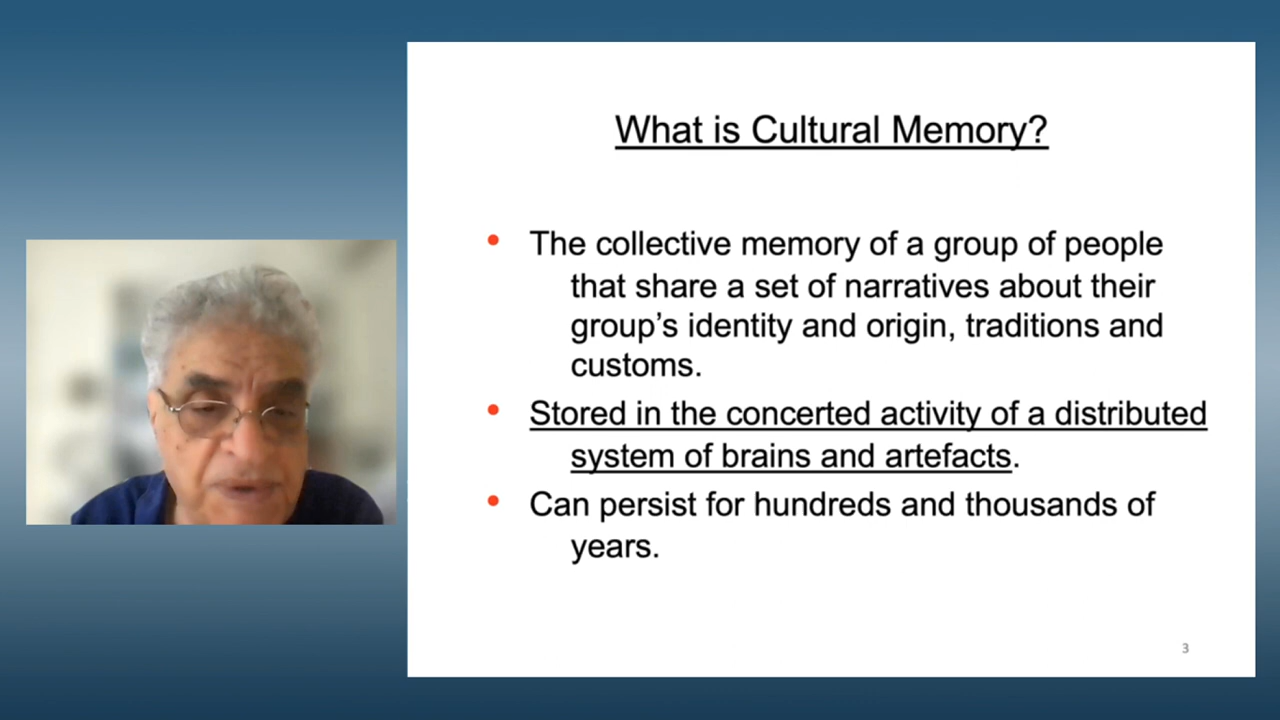 What is Cultural Memory?
• The collective memory of a group of people
that share a set of narratives about their
group’s identity and origin, traditions and
customs.
• Stored in the concerted activity of a distributed
system of brains and artefacts.
• Can persist for hundreds and thousands of
years.
3